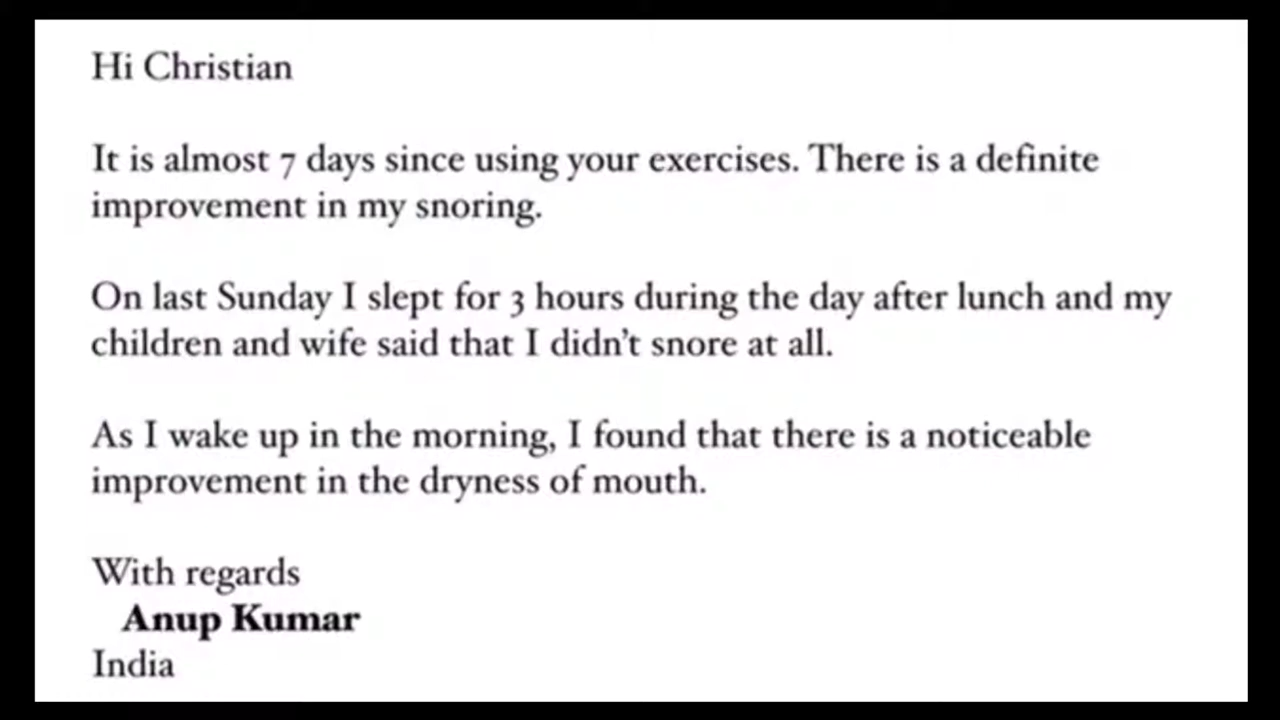 Hi Christian
It is almost 7 days since using your exercises. There is a definite
improvement in my snoring.
On last Sunday I slept for 3 hours during the day after lunch and my
children and wife said that I didn't snore at all.
As I wake up in the morning, I found that there is a noticeable
improvement in the dryness of mouth.
With regards
Anup Kumar
India